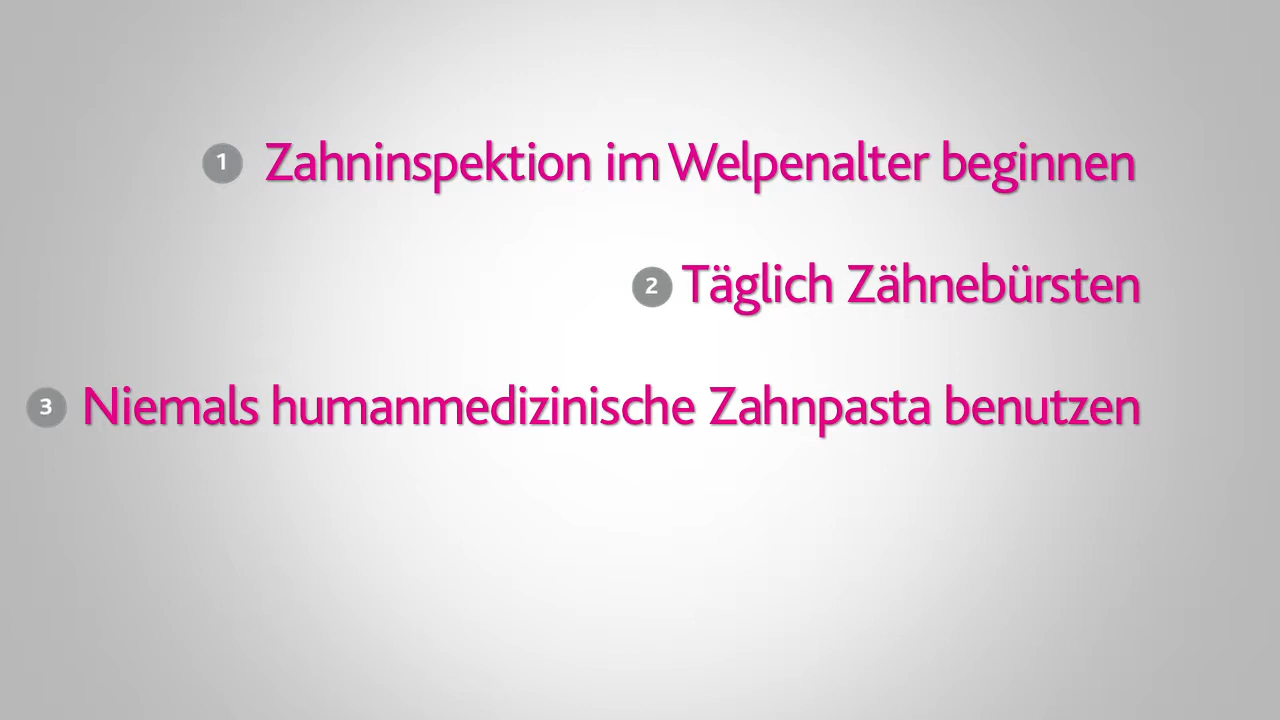 1 Zahninspektion im Welpenalter beginnen
2 Täglich Zähnebürsten
3 Niemals humanmedizinische Zahnpasta benutzen